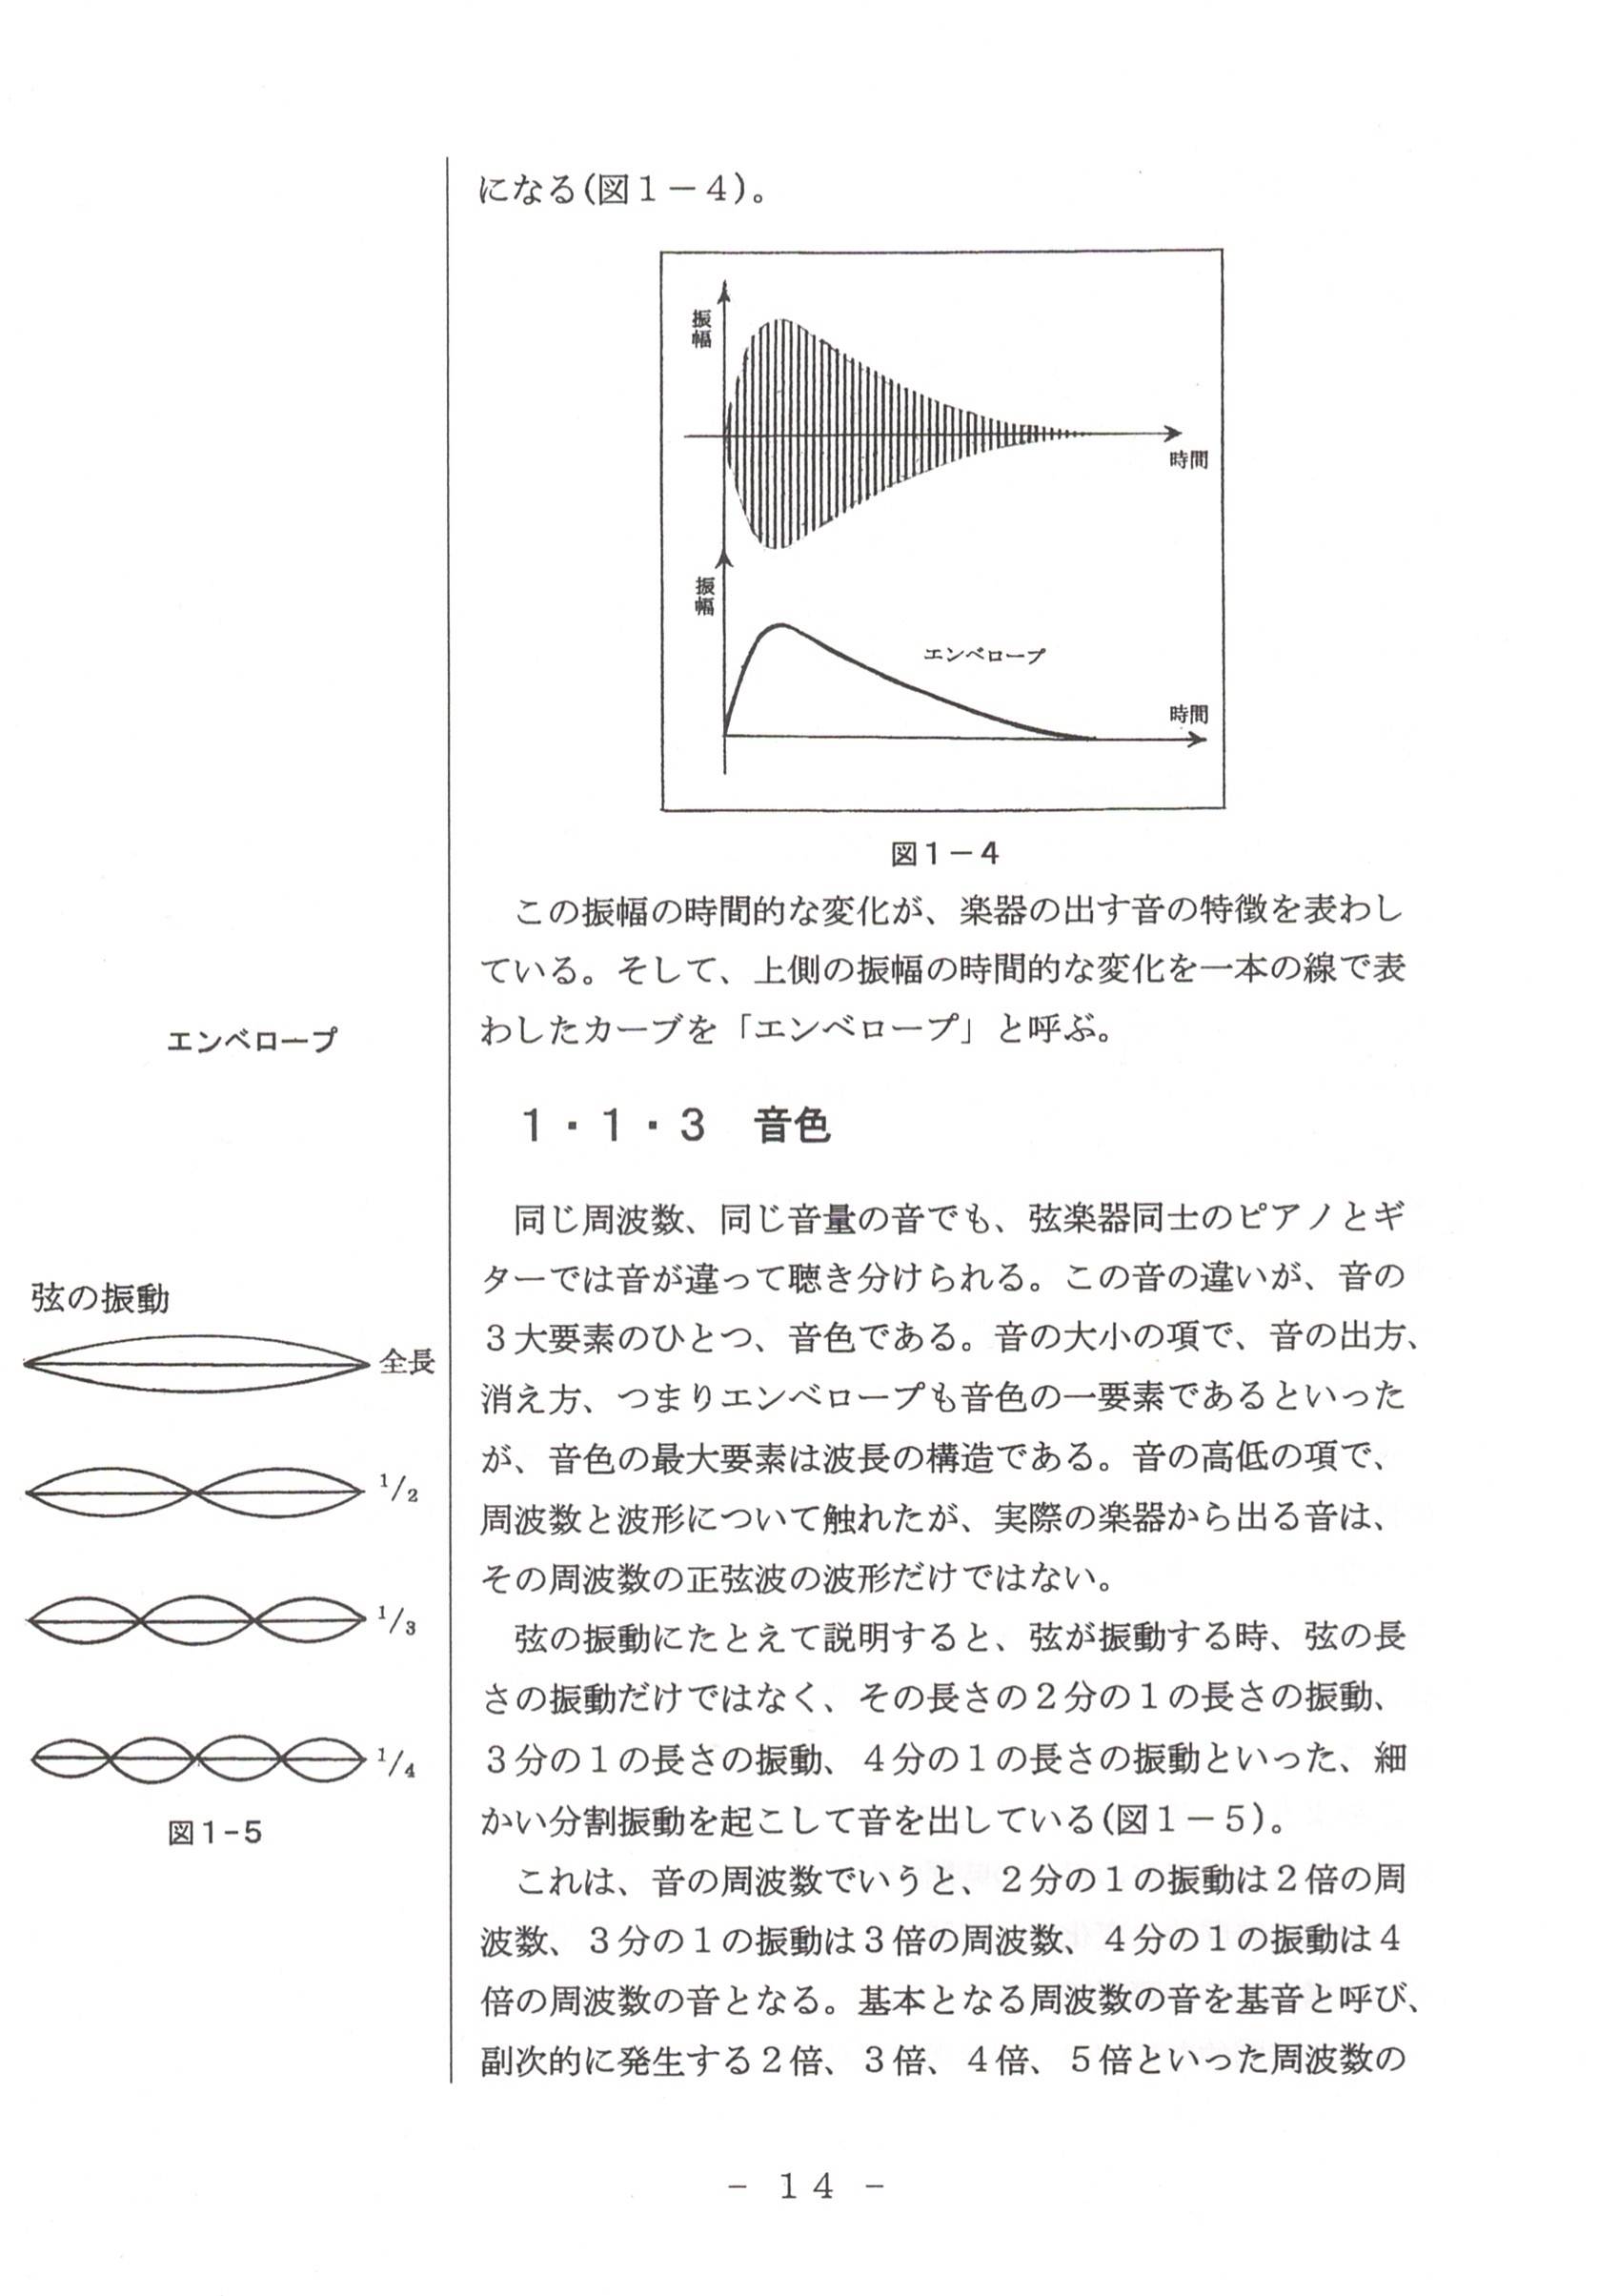 になる(図1-4)。
振幅
時間
振幅
エンベロープ
時間
図1-4
この振幅の時間的な変化が、楽器の出す音の特徴を表わし
ている。そして、上側の振幅の時間的な変化を一本の線で表
わしたカーブを「エンベロープ」と呼ぶ。
エンベロープ
1・1・3 音色
同じ周波数、同じ音量の音でも、弦楽器同士のピアノとギ
ターでは音が違って聴き分けられる。この音の違いが、音の
3大要素のひとつ、音色である。音の大小の項で、音の出方、
消え方、つまりエンベロープも音色の一要素であるといった
が、音色の最大要素は波長の構造である。音の高低の項で、
周波数と波形について触れたが、実際の楽器から出る音は、
その周波数の正弦波の波形だけではない。
弦の振動にたとえて説明すると、弦が振動する時、弦の長
さの振動だけではなく、その長さの2分の1の長さの振動、
3分の1の長さの振動、4分の1の長さの振動といった、細
かい分割振動を起こして音を出している(図1-5)。
これは、音の周波数でいうと、2分の1の振動は2倍の周
波数、3分の1の振動は3倍の周波数、4分の1の振動は4
倍の周波数の音となる。基本となる周波数の音を基音と呼び、
副次的に発生する2倍、3倍、4倍、5倍といった周波数の
弦の振動
全長
1/2
1/3
1/4
図1-5
- 14 -